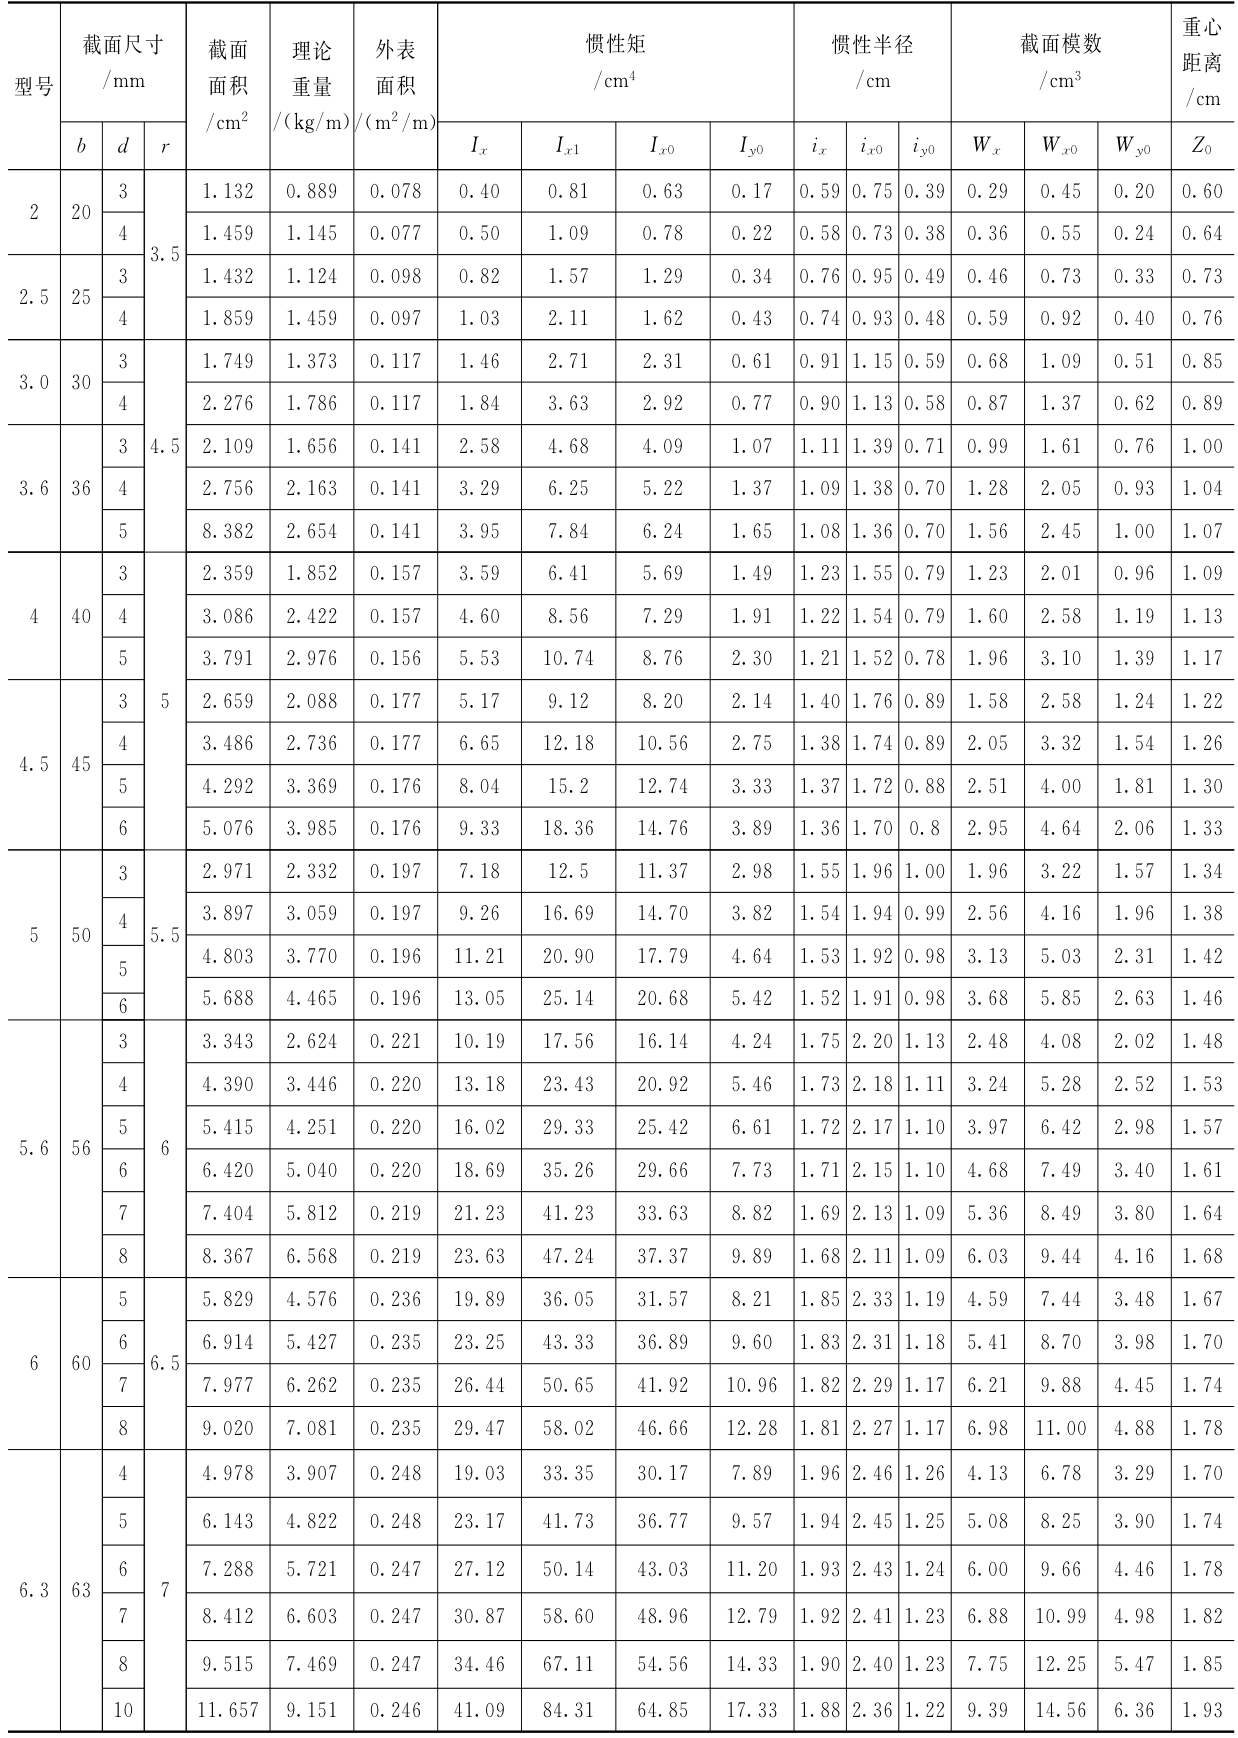 型号 截面尺寸/mm 截面面积/cm² 理论重量/(kg/m) 外表面积/(m²/m) 惯性矩/cm⁴ 惯性半径/cm 截面模数/cm³ 重心距离/cm
b d r Ix Ix1 Ix0 Iy0 ix ix0 iy0 Wx Wx0 Wy0 Z0
2 20 3 3.5 1.132 0.889 0.078 0.40 0.81 0.63 0.17 0.59 0.75 0.39 0.29 0.45 0.20 0.60
4 1.459 1.145 0.077 0.50 1.09 0.78 0.22 0.58 0.73 0.38 0.36 0.55 0.24 0.64
2.5 25 3 1.432 1.124 0.098 0.82 1.57 1.29 0.34 0.76 0.95 0.49 0.46 0.73 0.33 0.73
4 1.859 1.459 0.097 1.03 2.11 1.62 0.43 0.74 0.93 0.48 0.59 0.92 0.40 0.76
3.0 30 3 4.5 1.749 1.373 0.117 1.46 2.71 2.31 0.61 0.91 1.15 0.59 0.68 1.09 0.51 0.85
4 2.276 1.786 0.117 1.84 3.63 2.92 0.77 0.90 1.13 0.58 0.87 1.37 0.62 0.89
3.6 36 3 2.109 1.656 0.141 2.58 4.68 4.09 1.07 1.11 1.39 0.71 0.99 1.61 0.76 1.00
4 2.756 2.163 0.141 3.29 6.25 5.22 1.37 1.09 1.38 0.70 1.28 2.05 0.93 1.04
5 8.382 2.654 0.141 3.95 7.84 6.24 1.65 1.08 1.36 0.70 1.56 2.45 1.00 1.07
4 40 3 5 2.359 1.852 0.157 3.59 6.41 5.69 1.49 1.23 1.55 0.79 1.23 2.01 0.96 1.09
4 3.086 2.422 0.157 4.60 8.56 7.29 1.91 1.22 1.54 0.79 1.60 2.58 1.19 1.13
5 3.791 2.976 0.156 5.53 10.74 8.76 2.30 1.21 1.52 0.78 1.96 3.10 1.39 1.17
4.5 45 3 2.659 2.088 0.177 5.17 9.12 8.20 2.14 1.40 1.76 0.89 1.58 2.58 1.24 1.22
4 3.486 2.736 0.177 6.65 12.18 10.56 2.75 1.38 1.74 0.89 2.05 3.32 1.54 1.26
5 4.292 3.369 0.176 8.04 15.2 12.74 3.33 1.37 1.72 0.88 2.51 4.00 1.81 1.30
6 5.076 3.985 0.176 9.33 18.36 14.76 3.89 1.36 1.70 0.8 2.95 4.64 2.06 1.33
5 50 3 5.5 2.971 2.332 0.197 7.18 12.5 11.37 2.98 1.55 1.96 1.00 1.96 3.22 1.57 1.34
4 3.897 3.059 0.197 9.26 16.69 14.70 3.82 1.54 1.94 0.99 2.56 4.16 1.96 1.38
5 4.803 3.770 0.196 11.21 20.90 17.79 4.64 1.53 1.92 0.98 3.13 5.03 2.31 1.42
6 5.688 4.465 0.196 13.05 25.14 20.68 5.42 1.52 1.91 0.98 3.68 5.85 2.63 1.46
5.6 56 3 6 3.343 2.624 0.221 10.19 17.56 16.14 4.24 1.75 2.20 1.13 2.48 4.08 2.02 1.48
4 4.390 3.446 0.220 13.18 23.43 20.92 5.46 1.73 2.18 1.11 3.24 5.28 2.52 1.53
5 5.415 4.251 0.220 16.02 29.33 25.42 6.61 1.72 2.17 1.10 3.97 6.42 2.98 1.57
6 6.420 5.040 0.220 18.69 35.26 29.66 7.73 1.71 2.15 1.10 4.68 7.49 3.40 1.61
7 7.404 5.812 0.219 21.23 41.23 33.63 8.82 1.69 2.13 1.09 5.36 8.49 3.80 1.64
8 8.367 6.568 0.219 23.63 47.24 37.37 9.89 1.68 2.11 1.09 6.03 9.44 4.16 1.68
6 60 5 6.5 5.829 4.576 0.236 19.89 36.05 31.57 8.21 1.85 2.33 1.19 4.59 7.44 3.48 1.67
6 6.914 5.427 0.235 23.25 43.33 36.89 9.60 1.83 2.31 1.18 5.41 8.70 3.98 1.70
7 7.977 6.262 0.235 26.44 50.65 41.92 10.96 1.82 2.29 1.17 6.21 9.88 4.45 1.74
8 9.020 7.081 0.235 29.47 58.02 46.66 12.28 1.81 2.27 1.17 6.98 11.00 4.88 1.78
6.3 63 4 7 4.978 3.907 0.248 19.03 33.35 30.17 7.89 1.96 2.46 1.26 4.13 6.78 3.29 1.70
5 6.143 4.822 0.248 23.17 41.73 36.77 9.57 1.94 2.45 1.25 5.08 8.25 3.90 1.74
6 7.288 5.721 0.247 27.12 50.14 43.03 11.20 1.93 2.43 1.24 6.00 9.66 4.46 1.78
7 8.412 6.603 0.247 30.87 58.60 48.96 12.79 1.92 2.41 1.23 6.88 10.99 4.98 1.82
8 9.515 7.469 0.247 34.46 67.11 54.56 14.33 1.90 2.40 1.23 7.75 12.25 5.47 1.85
10 11.657 9.151 0.246 41.09 84.31 64.85 17.33 1.88 2.36 1.22 9.39 14.56 6.36 1.93